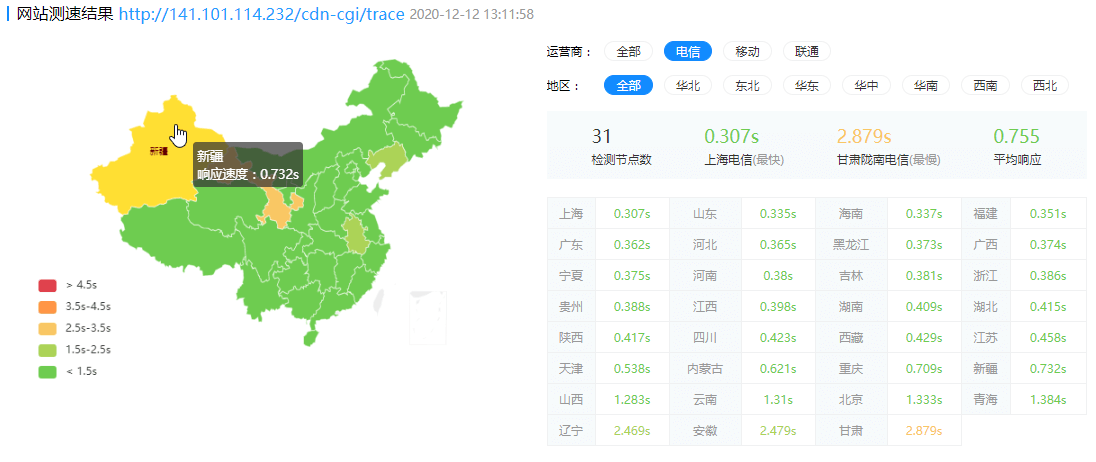 网站测速结果 http://141.101.114.232/cdn-cgi/trace 2020-12-12 13:11:58
运营商： 全部 电信 移动 联通
地区： 全部 华北 东北 华东 华中 华南 西南 西北
31 0.307s 2.879s 0.755
检测节点数 上海电信(最快) 甘肃陇南电信(最慢) 平均响应
新疆
新疆
响应速度：0.732s
> 4.5s
3.5s-4.5s
2.5s-3.5s
1.5s-2.5s
< 1.5s
上海 0.307s 山东 0.335s 海南 0.337s 福建 0.351s
广东 0.362s 河北 0.365s 黑龙江 0.373s 广西 0.374s
宁夏 0.375s 河南 0.38s 吉林 0.381s 浙江 0.386s
贵州 0.388s 江西 0.398s 湖南 0.409s 湖北 0.415s
陕西 0.417s 四川 0.423s 西藏 0.429s 江苏 0.458s
天津 0.538s 内蒙古 0.621s 重庆 0.709s 新疆 0.732s
山西 1.283s 云南 1.31s 北京 1.333s 青海 1.384s
辽宁 2.469s 安徽 2.479s 甘肃 2.879s